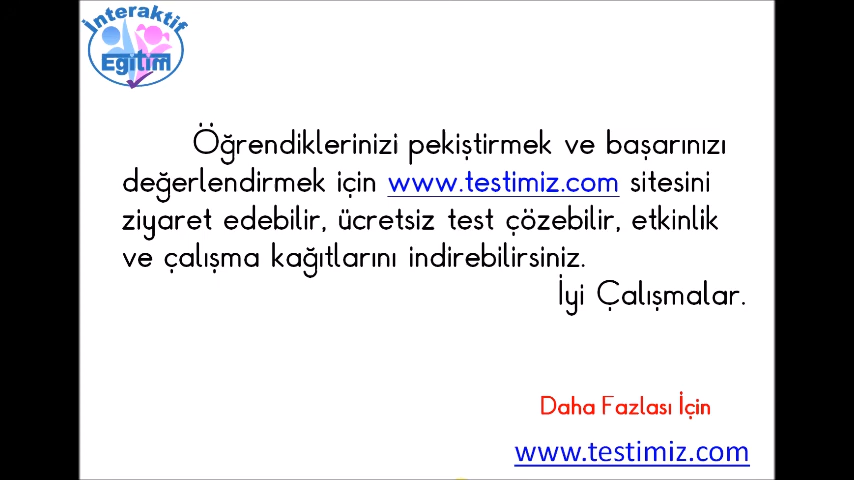 İnteraktif
Eğitim
Öğrendiklerinizi pekiştirmek ve başarınızı
değerlendirmek için www.testimiz.com sitesini
ziyaret edebilir, ücretsiz test çözebilir, etkinlik
ve çalışma kağıtlarını indirebilirsiniz.
İyi Çalışmalar.
Daha Fazlası İçin
www.testimiz.com